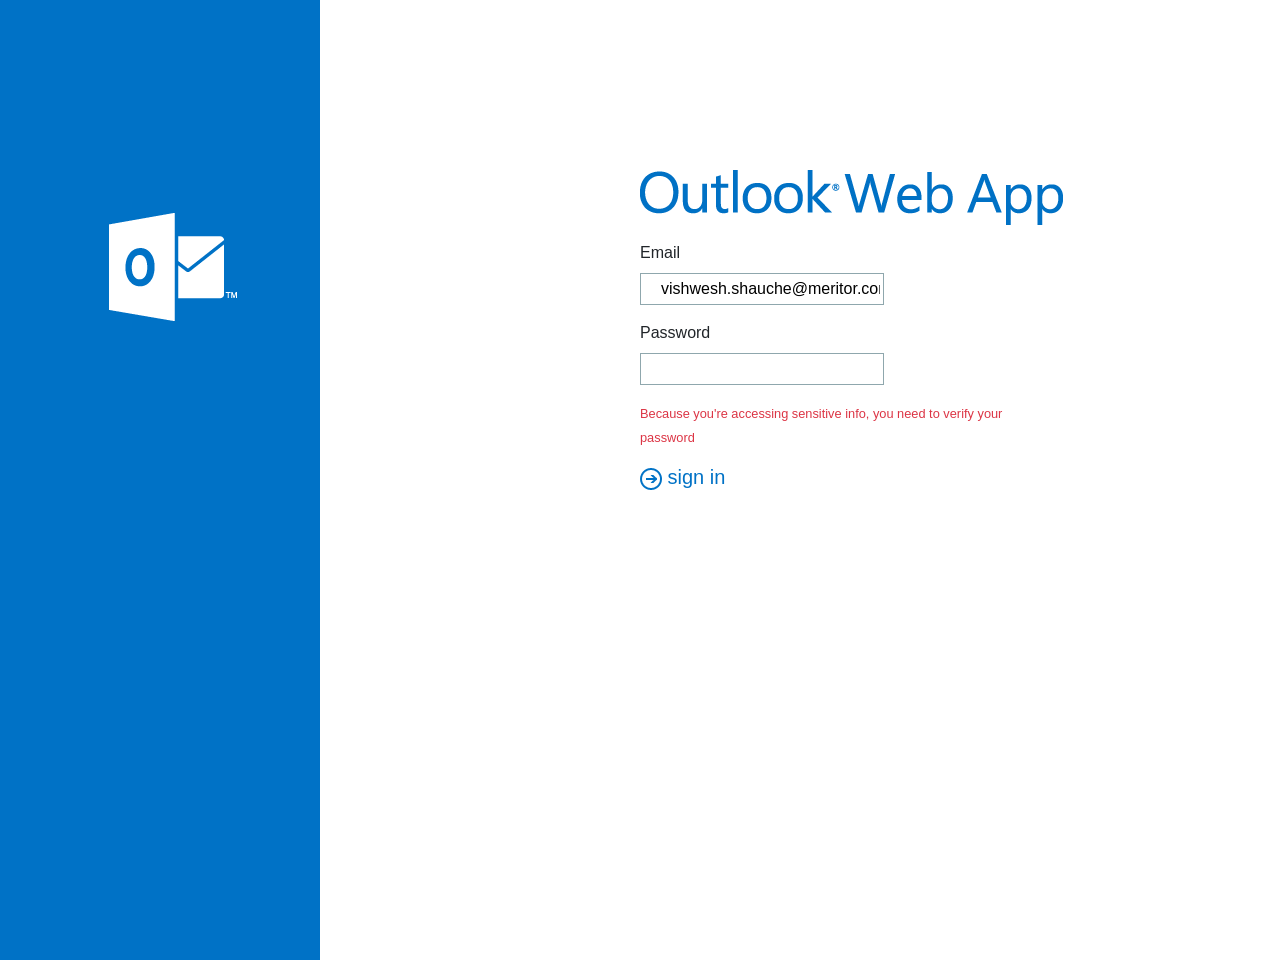 Outlook® Web App
Email
vishwesh.shauche@meritor.co
Password
O
TM
Because you're accessing sensitive info, you need to verify your
password
sign in